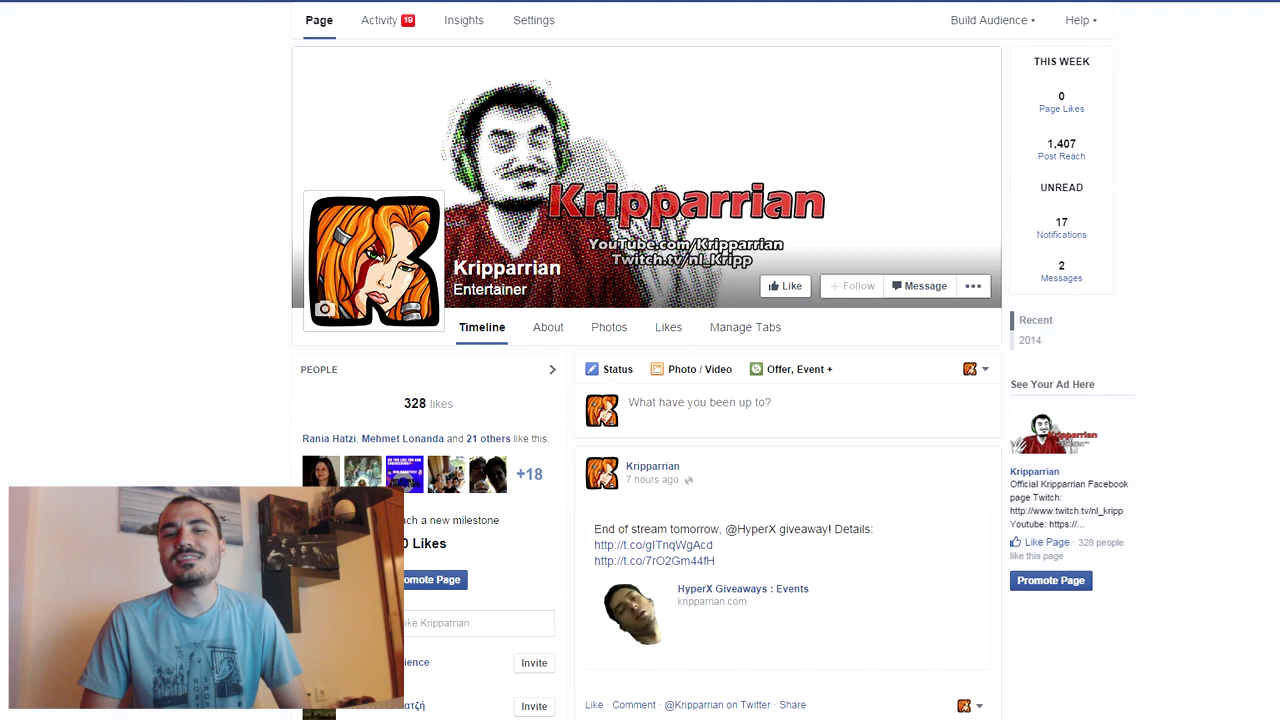 Page Activity 19 Insights Settings Build Audience Help
Kripparrian
YouTube.com/Kripparrian
Twitch.tv/nl_Kripp
Kripparrian
Entertainer
Like + Follow Message •••
Timeline About Photos Likes Manage Tabs
THIS WEEK
0
Page Likes
1,407
Post Reach
UNREAD
17
Notifications
2
Messages
Recent
2014
See Your Ad Here
Kripparrian
Official Kripparrian Facebook
page Twitch:
http://www.twitch.tv/nl_kripp
Youtube: https://...
Like Page · 328 people
like this page
Promote Page
PEOPLE
328 likes
Rania Hatzi, Mehmet Lonanda and 21 others like this.
+18
ch a new milestone
0 Likes
omote Page
ike Kripparrian
ience
Invite
ατζή
Invite
Status Photo / Video Offer, Event +
What have you been up to?
Kripparrian
7 hours ago
End of stream tomorrow, @HyperX giveaway! Details:
http://t.co/gITnqWgAcd
http://t.co/7rO2Gm44fH
HyperX Giveaways : Events
kripparrian.com
Like · Comment · @Kripparrian on Twitter · Share